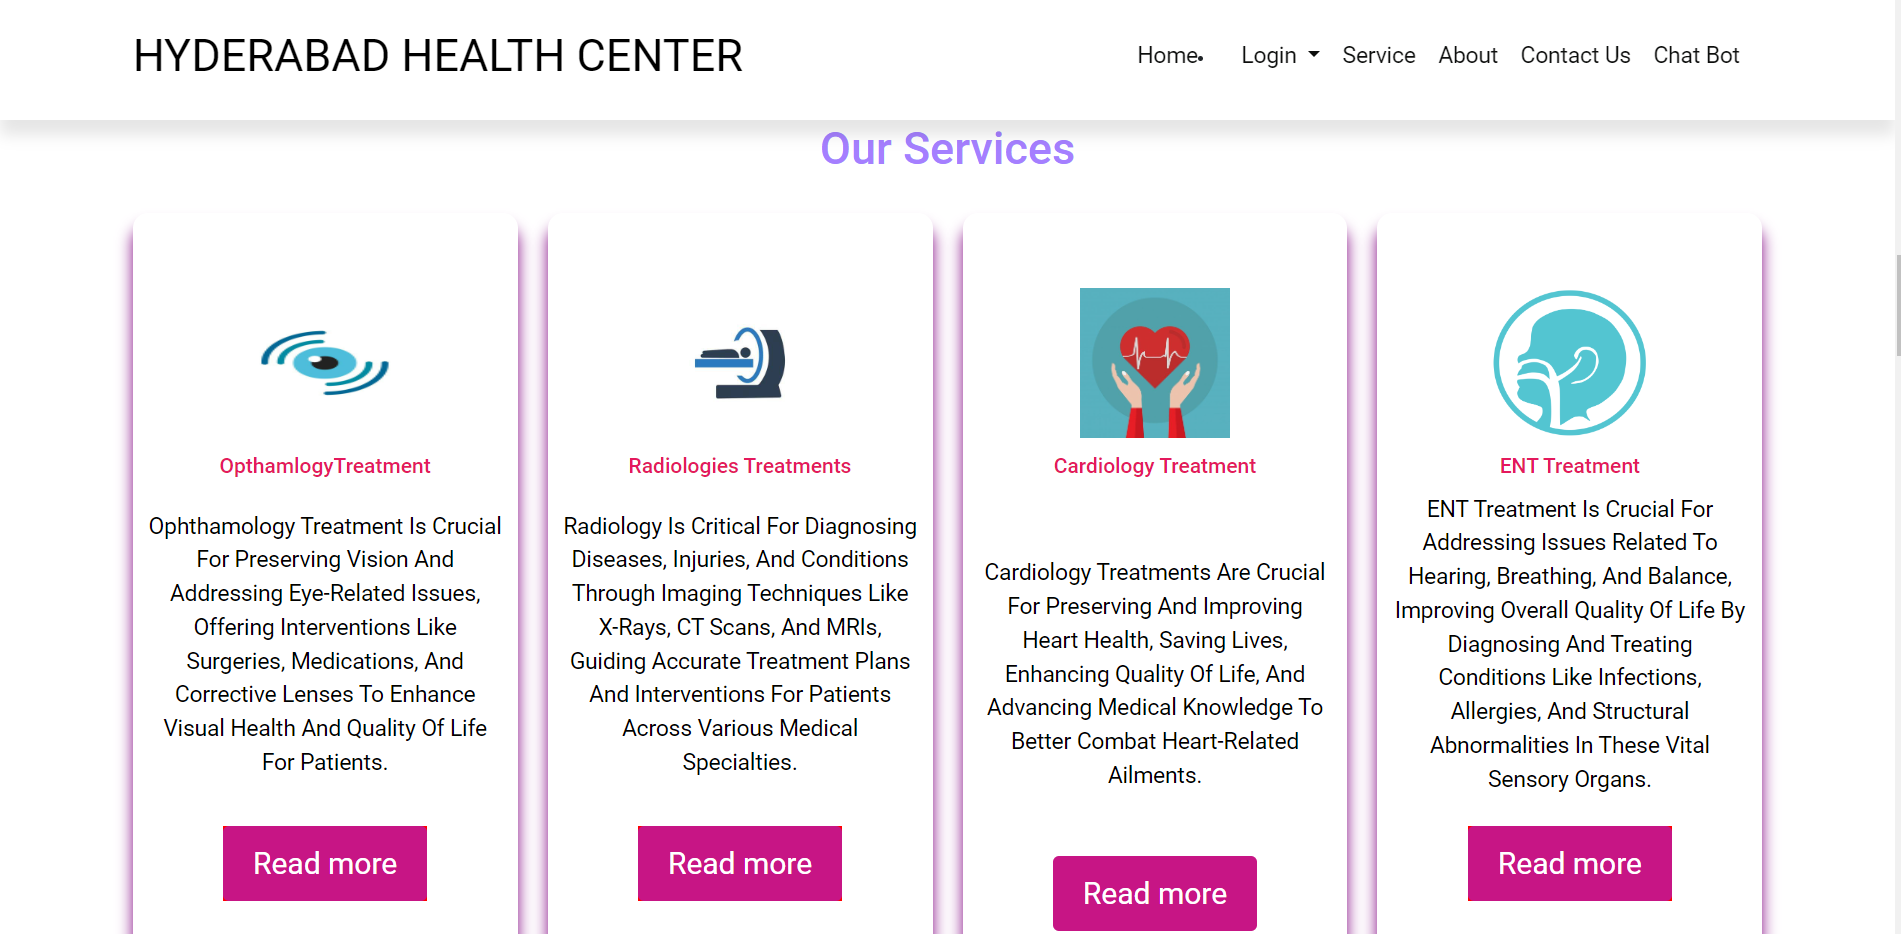 HYDERABAD HEALTH CENTER
Home
Login
Service
About
Contact Us
Chat Bot
Our Services
OpthamlogyTreatment
Ophthamology Treatment Is Crucial
For Preserving Vision And
Addressing Eye-Related Issues,
Offering Interventions Like
Surgeries, Medications, And
Corrective Lenses To Enhance
Visual Health And Quality Of Life
For Patients.
Read more
Radiologies Treatments
Radiology Is Critical For Diagnosing
Diseases, Injuries, And Conditions
Through Imaging Techniques Like
X-Rays, CT Scans, And MRIs,
Guiding Accurate Treatment Plans
And Interventions For Patients
Across Various Medical
Specialties.
Read more
Cardiology Treatment
Cardiology Treatments Are Crucial
For Preserving And Improving
Heart Health, Saving Lives,
Enhancing Quality Of Life, And
Advancing Medical Knowledge To
Better Combat Heart-Related
Ailments.
Read more
ENT Treatment
ENT Treatment Is Crucial For
Addressing Issues Related To
Hearing, Breathing, And Balance,
Improving Overall Quality Of Life By
Diagnosing And Treating
Conditions Like Infections,
Allergies, And Structural
Abnormalities In These Vital
Sensory Organs.
Read more